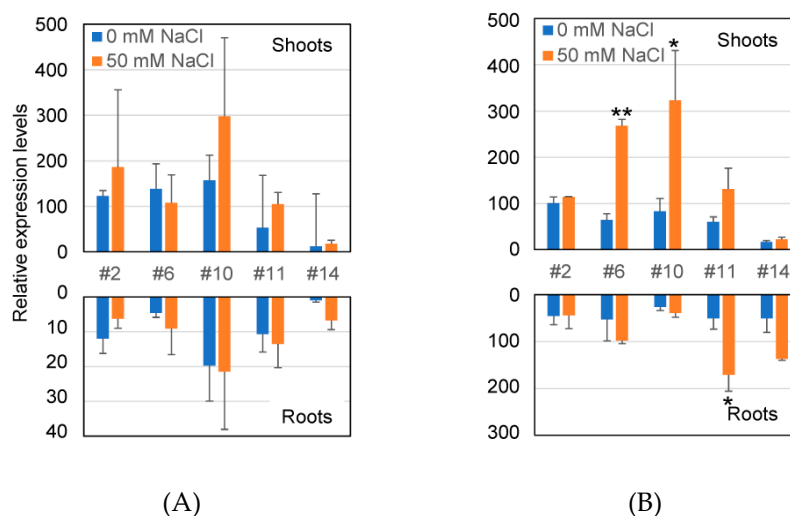 Relative expression levels
500
400
300
200
100
0
0 mM NaCl
50 mM NaCl
Shoots
#2 #6 #10 #11 #14
0
10
20
30
40
Roots
(A)
500
400
300
200
100
0
0 mM NaCl
50 mM NaCl
Shoots
**
*
#2 #6 #10 #11 #14
0
100
200
300
*
Roots
(B)